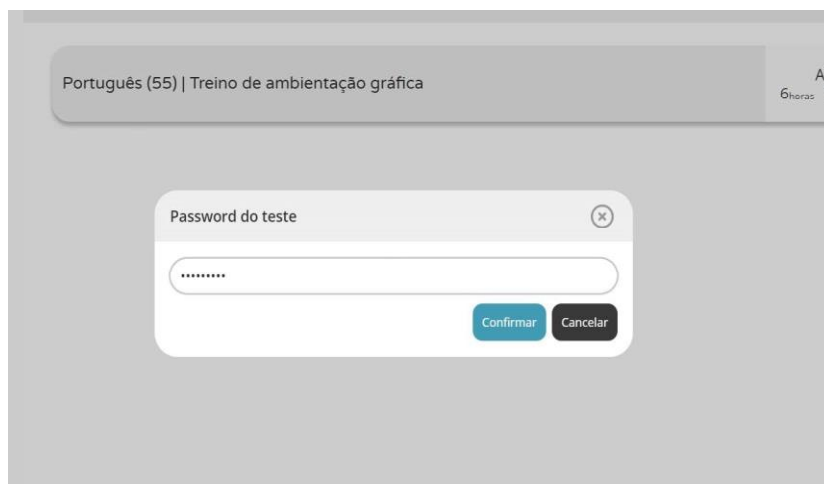 Português (55) | Treino de ambientação gráfica
A
6horas
Password do teste
•••••••••
Confirmar
Cancelar